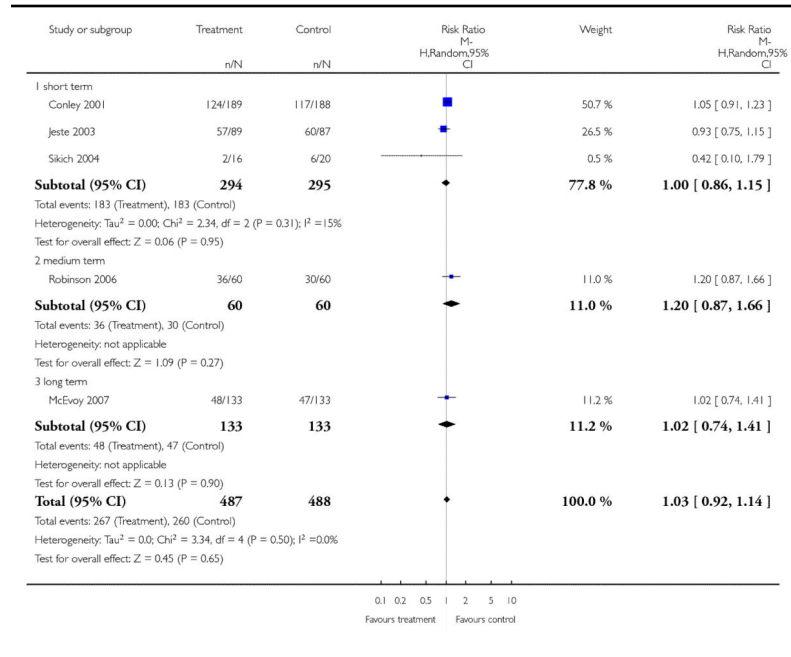 Study or subgroup Treatment Control Risk Ratio Weight Risk Ratio
M- M-
H,Random,95% H,Random,95%
n/N n/N CI CI
1 short term
Conley 2001 124/189 117/188 50.7 % 1.05 [ 0.91, 1.23 ]
Jeste 2003 57/89 60/87 26.5 % 0.93 [ 0.75, 1.15 ]
Sikich 2004 2/16 6/20 0.5 % 0.42 [ 0.10, 1.79 ]
Subtotal (95% CI) 294 295 77.8 % 1.00 [ 0.86, 1.15 ]
Total events: 183 (Treatment), 183 (Control)
Heterogeneity: Tau² = 0.00; Chi² = 2.34, df = 2 (P = 0.31); I² =15%
Test for overall effect: Z = 0.06 (P = 0.95)
2 medium term
Robinson 2006 36/60 30/60 11.0 % 1.20 [ 0.87, 1.66 ]
Subtotal (95% CI) 60 60 11.0 % 1.20 [ 0.87, 1.66 ]
Total events: 36 (Treatment), 30 (Control)
Heterogeneity: not applicable
Test for overall effect: Z = 1.09 (P = 0.27)
3 long term
McEvoy 2007 48/133 47/133 11.2 % 1.02 [ 0.74, 1.41 ]
Subtotal (95% CI) 133 133 11.2 % 1.02 [ 0.74, 1.41 ]
Total events: 48 (Treatment), 47 (Control)
Heterogeneity: not applicable
Test for overall effect: Z = 0.13 (P = 0.90)
Total (95% CI) 487 488 100.0 % 1.03 [ 0.92, 1.14 ]
Total events: 267 (Treatment), 260 (Control)
Heterogeneity: Tau² = 0.0; Chi² = 3.34, df = 4 (P = 0.50); I² =0.0%
Test for overall effect: Z = 0.45 (P = 0.65)
0.1 0.2 0.5 1 2 5 10
Favours treatment Favours control